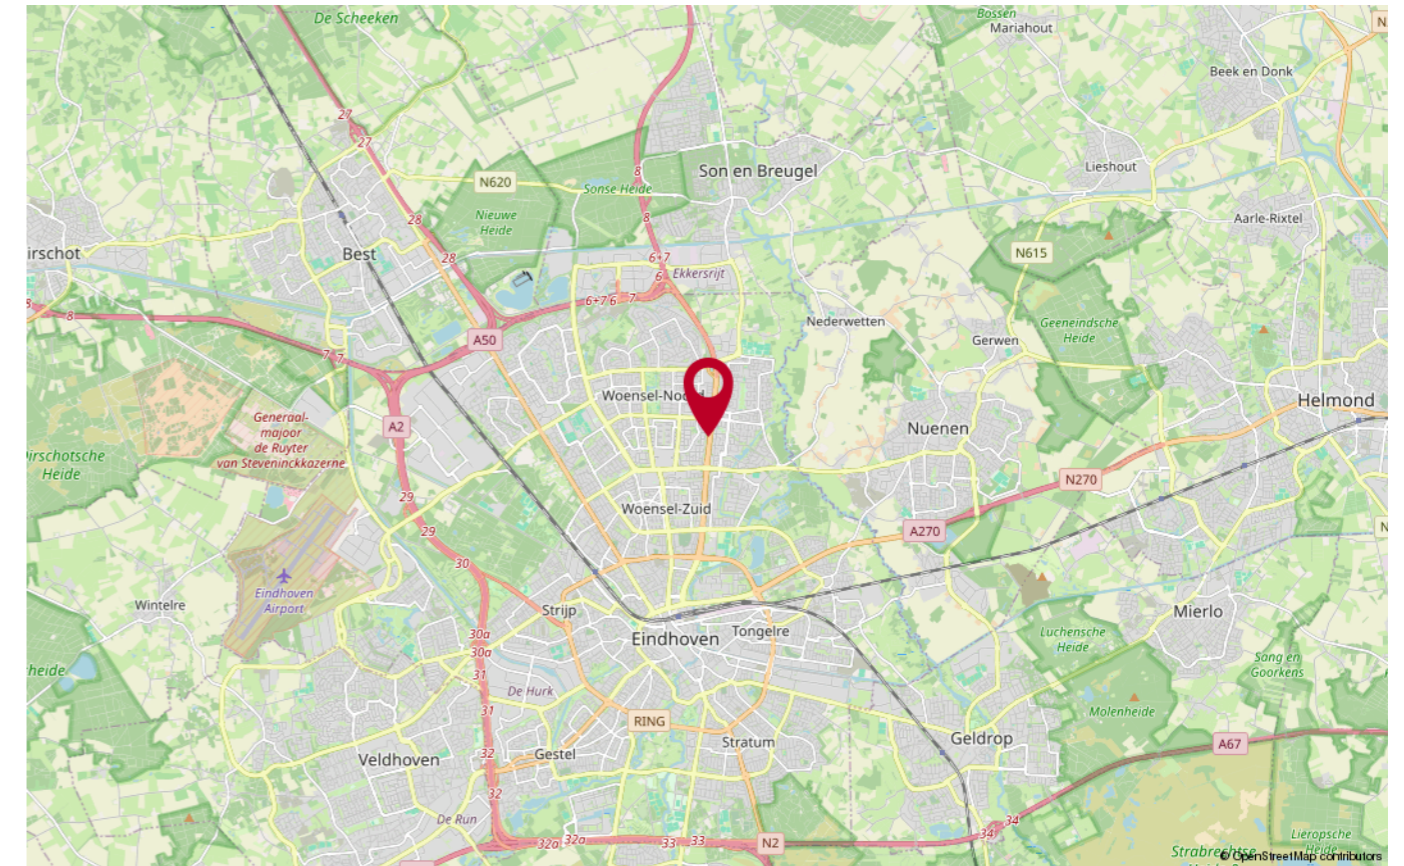 De Scheeken
Bossen
Mariahout
N
Beek en Donk
27
27
8
N620
Sonse Heide
Son en Breugel
Lieshout
28
Nieuwe
Heide
8
Aarle-Rixtel
irschot
Best
28
6+7
6
Ekkersrijt
N615
8
8
6+7 6
7
Nederwetten
Geeneindsche
Heide
7 7
A50
Gerwen
Woensel-Noord
Helmond
Generaal-
majoor
de Ruyter
van Steveninckkazerne
A2
Nuenen
Oirschotsche
Heide
29
N270
29
Woensel-Zuid
A270
N
30
Eindhoven
Airport
Wintelre
Strijp
Mierlo
30a
30a
Eindhoven
Tongelre
Luchensche
Heide
heide
31
De Hurk
Sang en
Goorkens
31
RING
Molenheide
32
Gestel
Stratum
Geldrop
A67
Veldhoven
32
De Run
34
34
32a
32a
33
33
N2
Lieropsche
Heide
Strabrechtse
© OpenStreetMap contributors